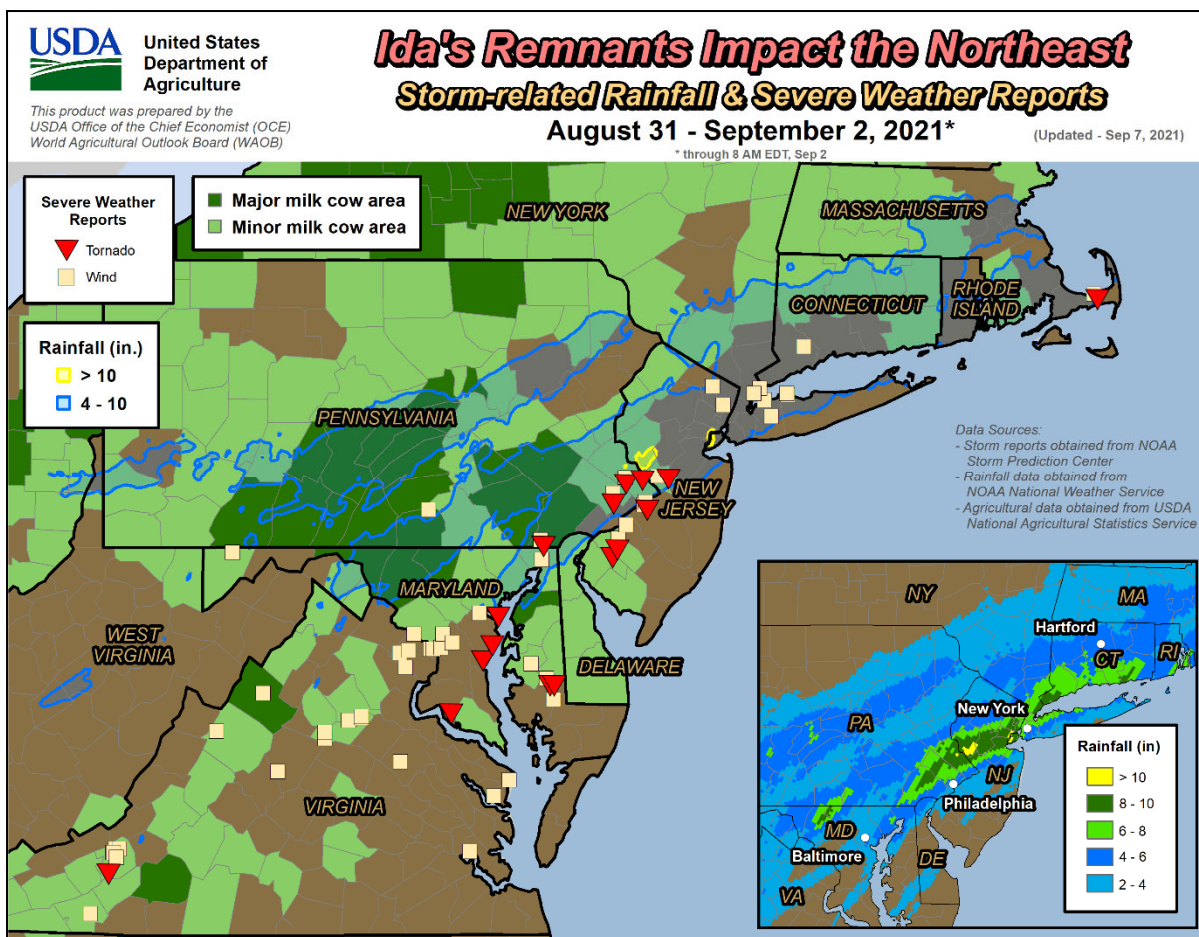 USDA
United States
Department of
Agriculture
This product was prepared by the
USDA Office of the Chief Economist (OCE)
World Agricultural Outlook Board (WAOB)
Ida's Remnants Impact the Northeast
Storm-related Rainfall & Severe Weather Reports
August 31 - September 2, 2021*
(Updated - Sep 7, 2021)
* through 8 AM EDT, Sep 2
Severe Weather
Reports
Tornado
Wind
Major milk cow area
Minor milk cow area
Rainfall (in.)
> 10
4 - 10
NEW YORK
MASSACHUSETTS
CONNECTICUT
RHODE
ISLAND
PENNSYLVANIA
NEW
JERSEY
MARYLAND
WEST
VIRGINIA
DELAWARE
VIRGINIA
Data Sources:
- Storm reports obtained from NOAA
Storm Prediction Center
- Rainfall data obtained from
NOAA National Weather Service
- Agricultural data obtained from USDA
National Agricultural Statistics Service
NY
MA
Hartford
CT
RI
PA
New York
NJ
Philadelphia
MD
Baltimore
DE
VA
Rainfall (in)
> 10
8 - 10
6 - 8
4 - 6
2 - 4